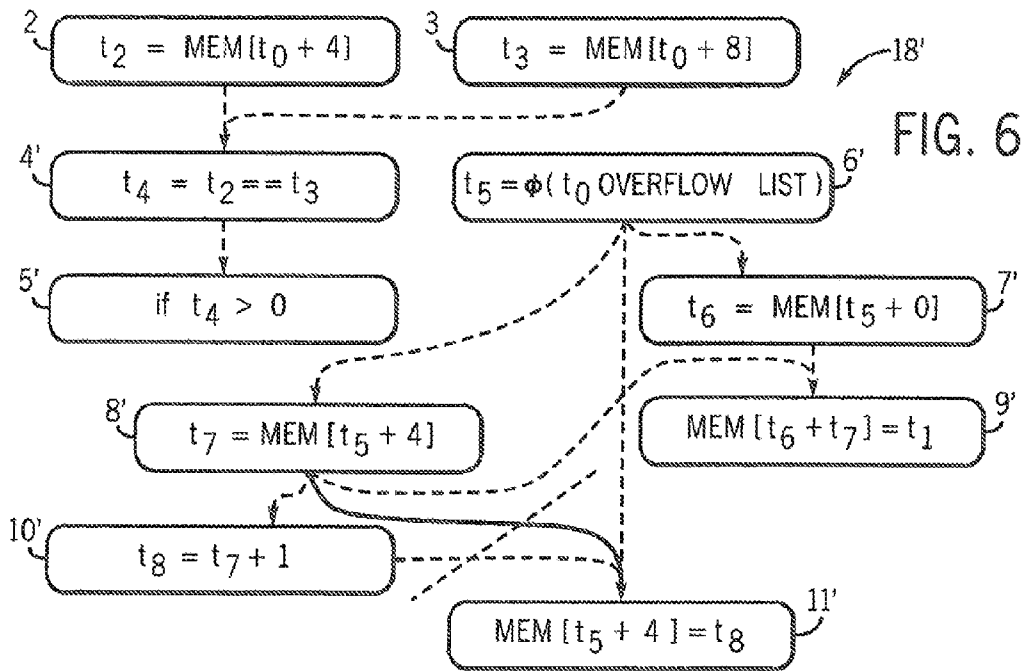 2
t2 = MEM[t0 + 4]
3
t3 = MEM[t0 + 8]
18'
FIG. 6
4'
t4 = t2 == t3
6'
t5 = Φ( t0 OVERFLOW LIST )
5'
if t4 > 0
7'
t6 = MEM[t5 + 0]
8'
t7 = MEM[t5 + 4]
9'
MEM[t6 + t7] = t1
10'
t8 = t7 + 1
11'
MEM[t5 + 4] = t8